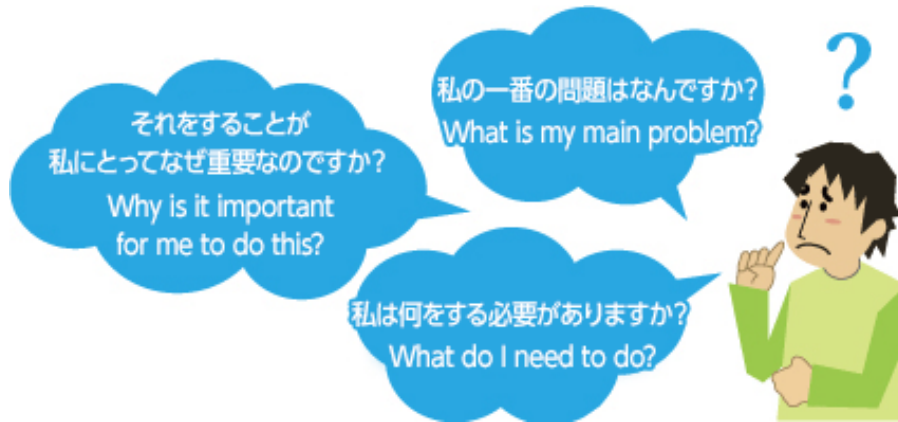 私の一番の問題はなんですか?
What is my main problem?
それをすることが
私にとってなぜ重要なのですか?
Why is it important
for me to do this?
私は何をする必要がありますか?
What do I need to do?
?